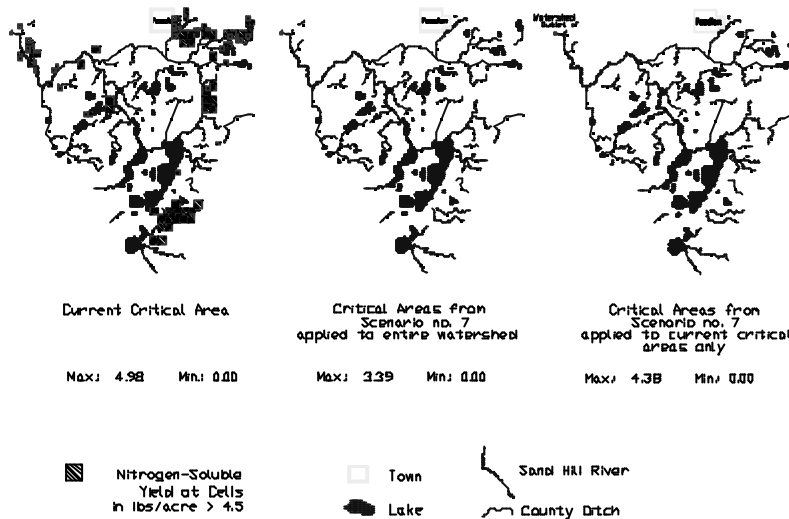 Watershed
Current Critical Area
Critical Areas from
Scenario no. 7
applied to entire watershed
Critical Areas from
Scenario no. 7
applied to current critical
areas only
Max.: 4.98 Min.: 0.00
Max.: 3.39 Min.: 0.00
Max.: 4.38 Min.: 0.00
Nitrogen-Soluble
Yield at Cells
in lbs/acre > 4.5
Town
Lake
Sand Hill River
County Ditch